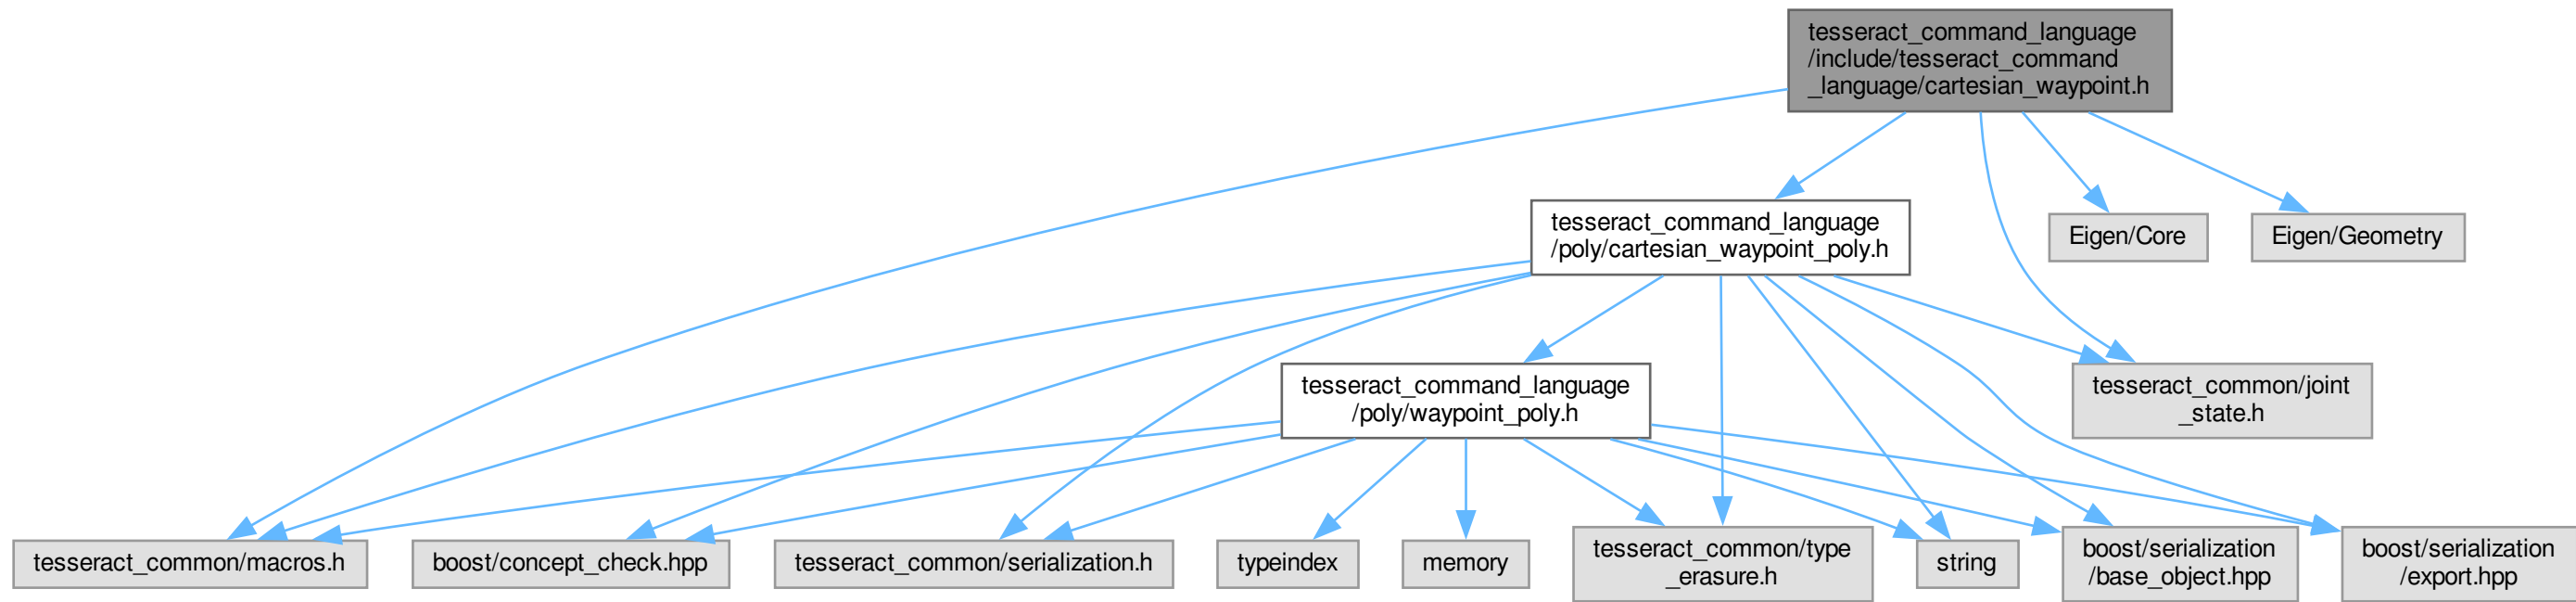 tesseract_command_language
/include/tesseract_command
_language/cartesian_waypoint.h
tesseract_command_language
/poly/cartesian_waypoint_poly.h
Eigen/Core
Eigen/Geometry
tesseract_command_language
/poly/waypoint_poly.h
tesseract_common/joint
_state.h
tesseract_common/macros.h
boost/concept_check.hpp
tesseract_common/serialization.h
typeindex
memory
tesseract_common/type
_erasure.h
string
boost/serialization
/base_object.hpp
boost/serialization
/export.hpp